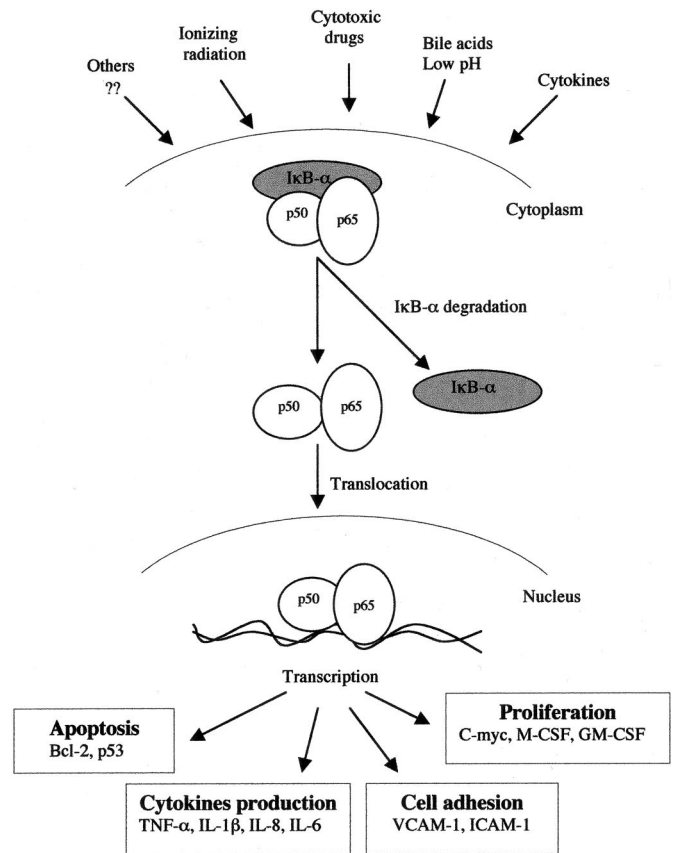 Cytotoxic
drugs
Ionizing
radiation
Bile acids
Low pH
Others
??
Cytokines
IκB-α
p50
p65
Cytoplasm
IκB-α degradation
p50
p65
IκB-α
Translocation
p50
p65
Nucleus
Transcription
Apoptosis
Bcl-2, p53
Proliferation
C-myc, M-CSF, GM-CSF
Cytokines production
TNF-α, IL-1β, IL-8, IL-6
Cell adhesion
VCAM-1, ICAM-1